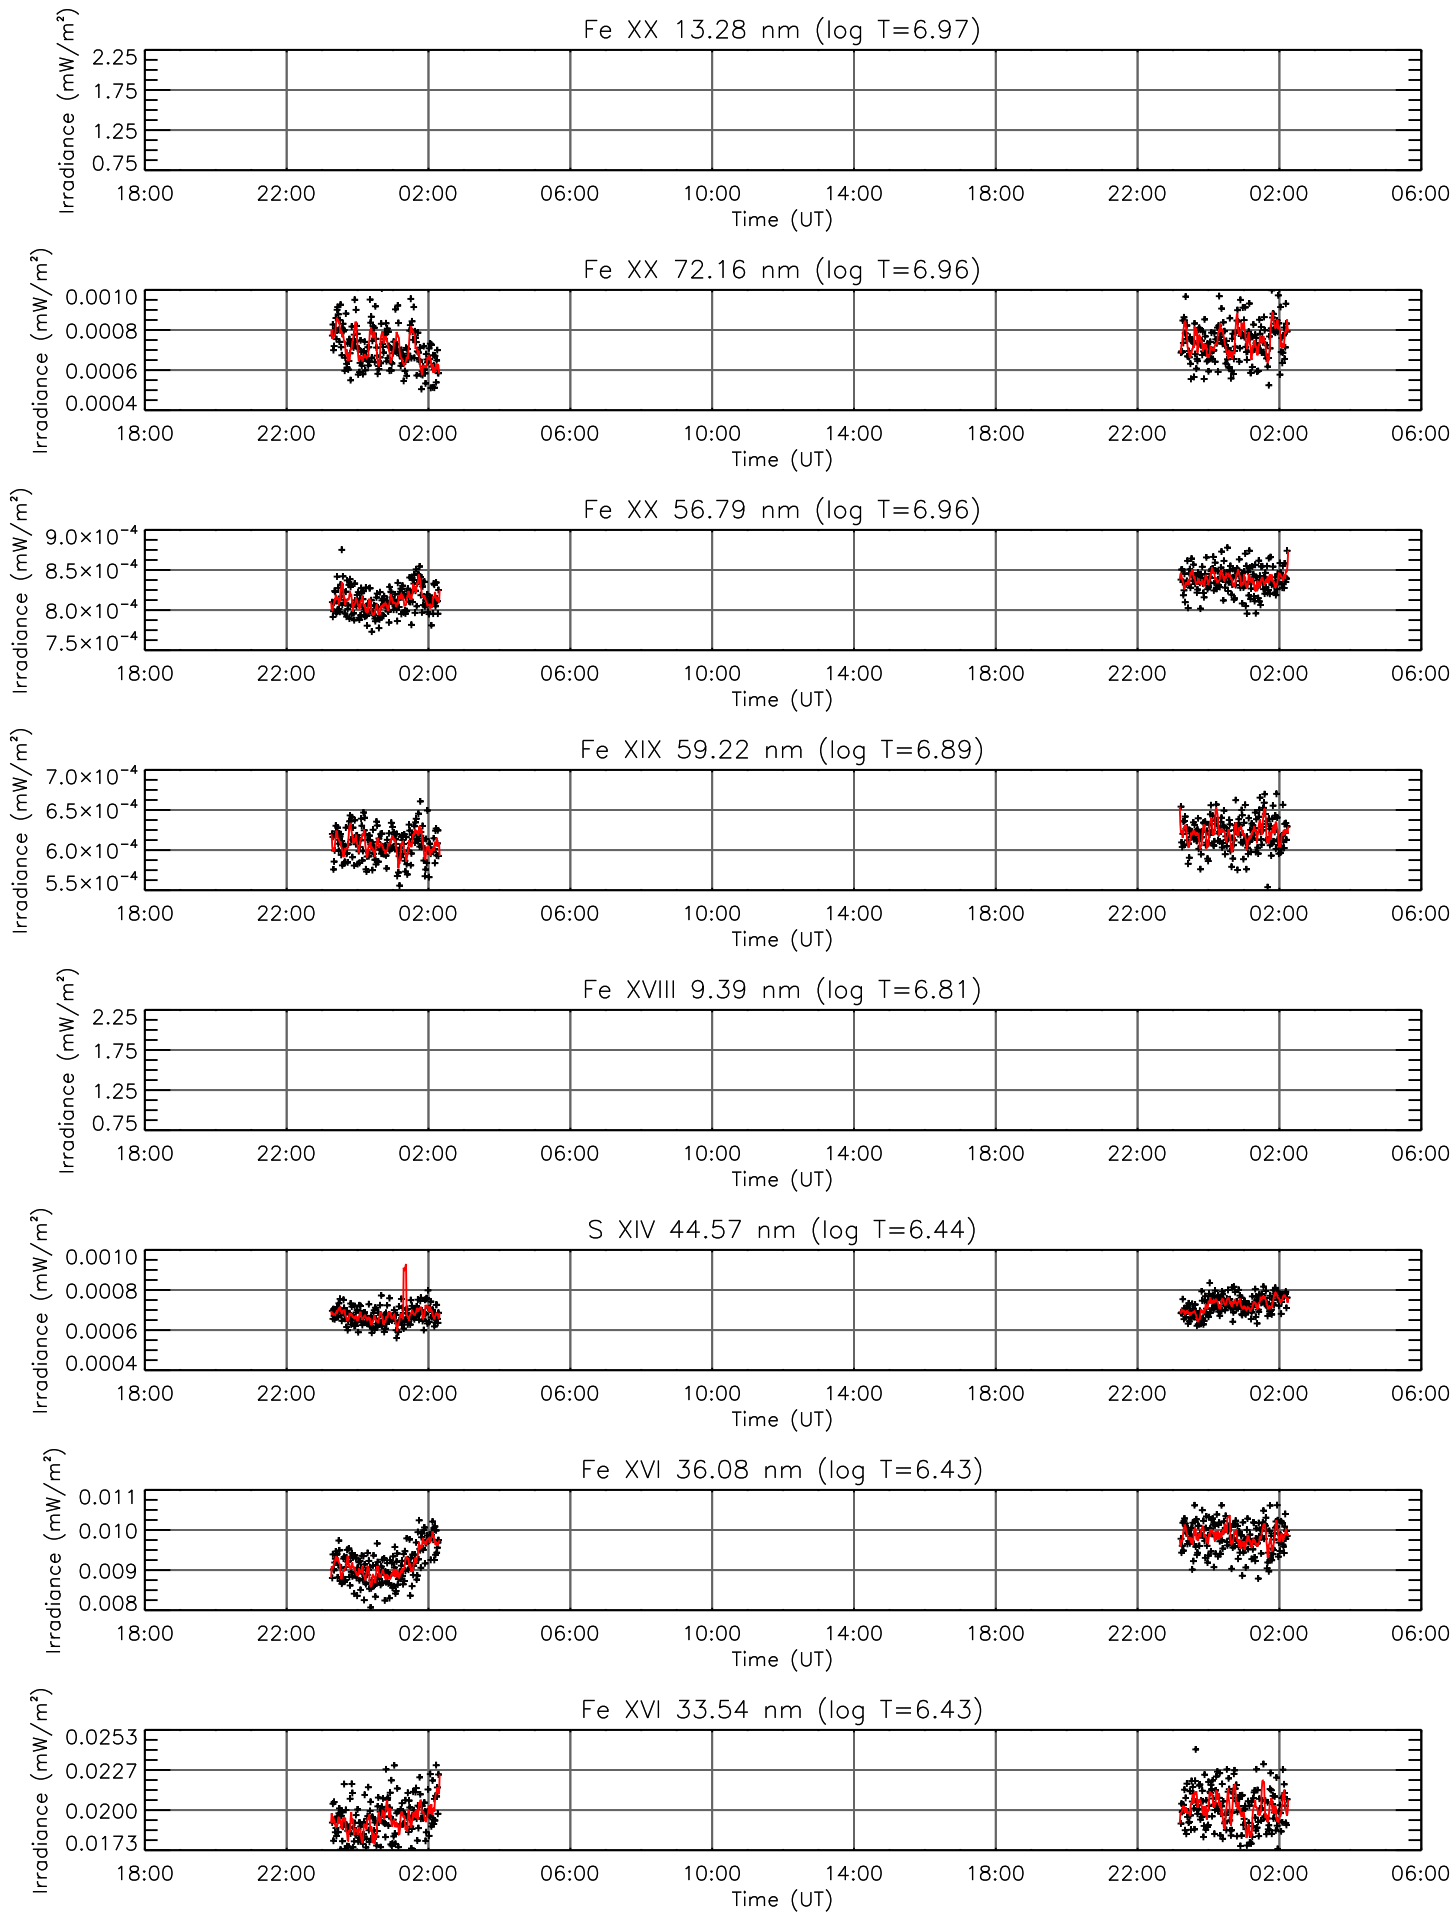 Fe XX 13.28 nm (log T=6.97)
Irradiance (mW/m²)
2.25
1.75
1.25
0.75
18:00 22:00 02:00 06:00 10:00 14:00 18:00 22:00 02:00 06:00
Time (UT)
Fe XX 72.16 nm (log T=6.96)
Irradiance (mW/m²)
0.0010
0.0008
0.0006
0.0004
18:00 22:00 02:00 06:00 10:00 14:00 18:00 22:00 02:00 06:00
Time (UT)
Fe XX 56.79 nm (log T=6.96)
Irradiance (mW/m²)
9.0×10⁻⁴
8.5×10⁻⁴
8.0×10⁻⁴
7.5×10⁻⁴
18:00 22:00 02:00 06:00 10:00 14:00 18:00 22:00 02:00 06:00
Time (UT)
Fe XIX 59.22 nm (log T=6.89)
Irradiance (mW/m²)
7.0×10⁻⁴
6.5×10⁻⁴
6.0×10⁻⁴
5.5×10⁻⁴
18:00 22:00 02:00 06:00 10:00 14:00 18:00 22:00 02:00 06:00
Time (UT)
Fe XVIII 9.39 nm (log T=6.81)
Irradiance (mW/m²)
2.25
1.75
1.25
0.75
18:00 22:00 02:00 06:00 10:00 14:00 18:00 22:00 02:00 06:00
Time (UT)
S XIV 44.57 nm (log T=6.44)
Irradiance (mW/m²)
0.0010
0.0008
0.0006
0.0004
18:00 22:00 02:00 06:00 10:00 14:00 18:00 22:00 02:00 06:00
Time (UT)
Fe XVI 36.08 nm (log T=6.43)
Irradiance (mW/m²)
0.011
0.010
0.009
0.008
18:00 22:00 02:00 06:00 10:00 14:00 18:00 22:00 02:00 06:00
Time (UT)
Fe XVI 33.54 nm (log T=6.43)
Irradiance (mW/m²)
0.0253
0.0227
0.0200
0.0173
18:00 22:00 02:00 06:00 10:00 14:00 18:00 22:00 02:00 06:00
Time (UT)